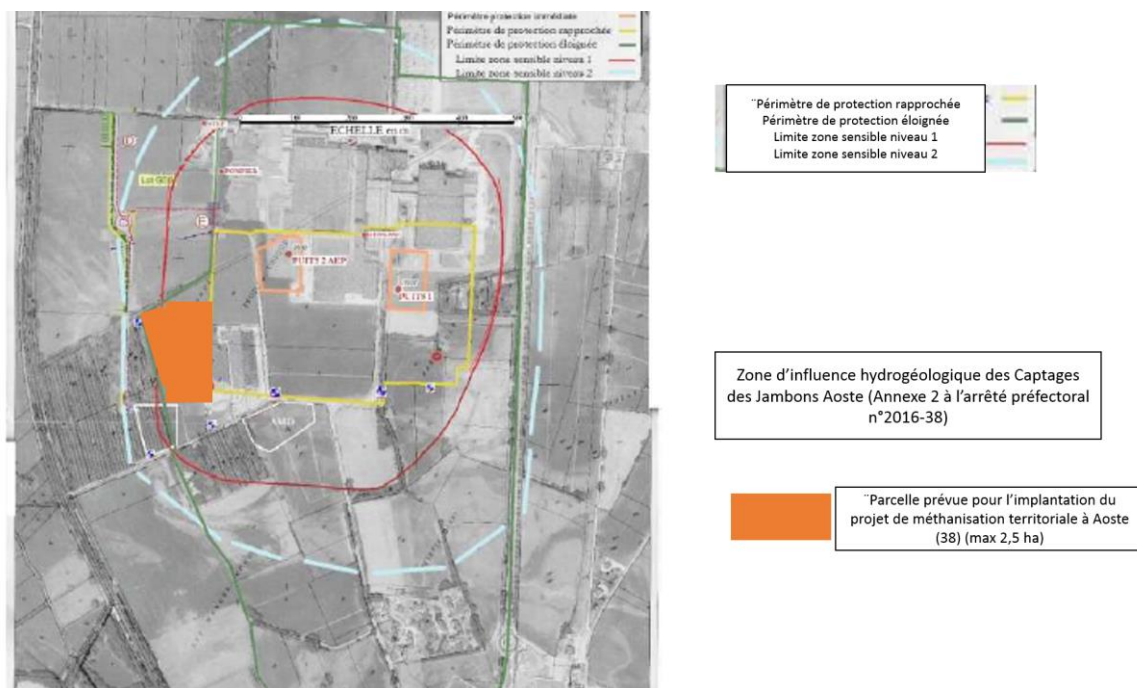 Périmètre protection immédiate
Périmètre de protection rapprochée
Périmètre de protection éloignée
Limite zone sensible niveau 1
Limite zone sensible niveau 2
ECHELLE en m
Lot Géo
PUITS 2 AEP
PUITS 1
¨Périmètre de protection rapprochée
Périmètre de protection éloignée
Limite zone sensible niveau 1
Limite zone sensible niveau 2
Zone d’influence hydrogéologique des Captages
des Jambons Aoste (Annexe 2 à l’arrêté préfectoral
n°2016-38)
¨Parcelle prévue pour l’implantation du
projet de méthanisation territoriale à Aoste
(38) (max 2,5 ha)